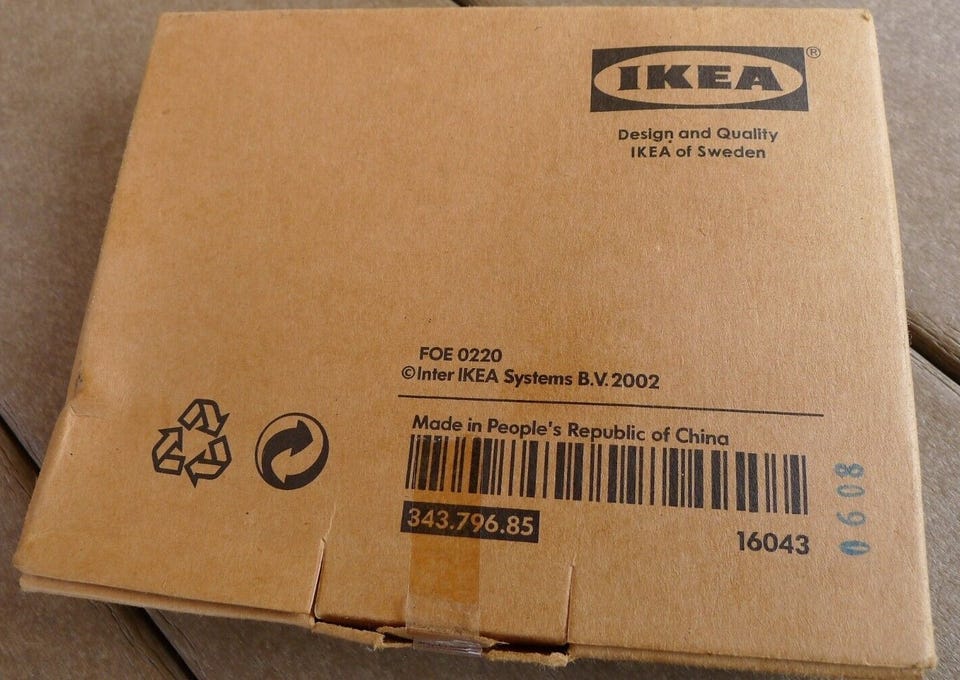 IKEA®
Design and Quality
IKEA of Sweden
FOE 0220
©Inter IKEA Systems B.V. 2002
Made in People's Republic of China
343.796.85
16043
0608